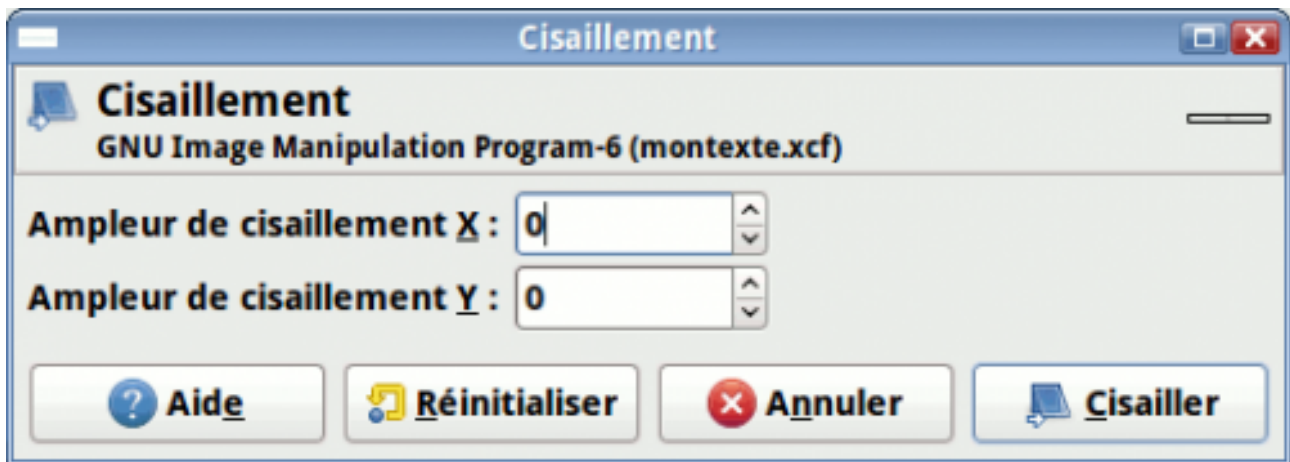 Cisaillement
Cisaillement
GNU Image Manipulation Program-6 (montexte.xcf)
Ampleur de cisaillement X : 0
Ampleur de cisaillement Y : 0
Aide Réinitialiser Annuler Cisailler